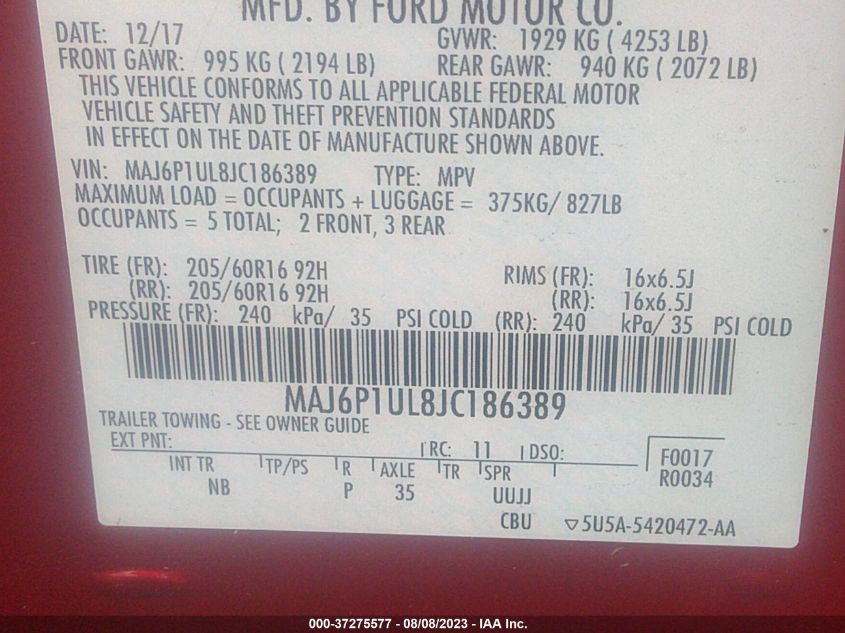 MFD. BY FORD MOTOR CO.
DATE: 12/17 GVWR: 1929 KG ( 4253 LB)
FRONT GAWR: 995 KG ( 2194 LB) REAR GAWR: 940 KG ( 2072 LB)
THIS VEHICLE CONFORMS TO ALL APPLICABLE FEDERAL MOTOR
VEHICLE SAFETY AND THEFT PREVENTION STANDARDS
IN EFFECT ON THE DATE OF MANUFACTURE SHOWN ABOVE.
VIN: MAJ6P1UL8JC186389 TYPE: MPV
MAXIMUM LOAD = OCCUPANTS + LUGGAGE = 375KG/ 827LB
OCCUPANTS = 5 TOTAL; 2 FRONT, 3 REAR
TIRE (FR): 205/60R16 92H RIMS (FR): 16x6.5J
(RR): 205/60R16 92H (RR): 16x6.5J
PRESSURE (FR): 240 kPa/ 35 PSI COLD (RR): 240 kPa/ 35 PSI COLD
MAJ6P1UL8JC186389
TRAILER TOWING - SEE OWNER GUIDE
EXT PNT: RC: 11 DSO: F0017
INT TR TP/PS R AXLE TR SPR R0034
NB P 35 UUJJ
CBU ▽5U5A-5420472-AA
000-37275577 - 08/08/2023 - IAA Inc.